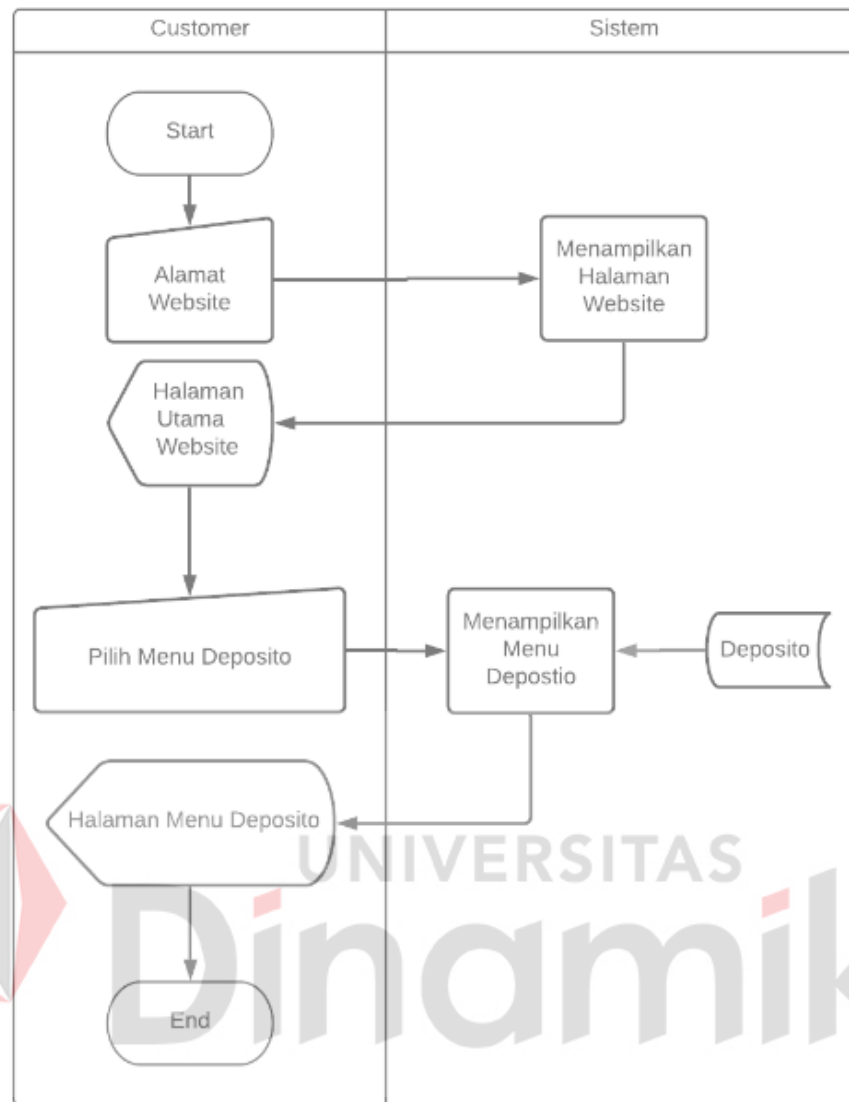 Customer
Sistem
Start
Alamat
Website
Menampilkan
Halaman
Website
Halaman
Utama
Website
Pilih Menu Deposito
Menampilkan
Menu
Depostio
Deposito
Halaman Menu Deposito
UNIVERSITAS
Dinamik
End